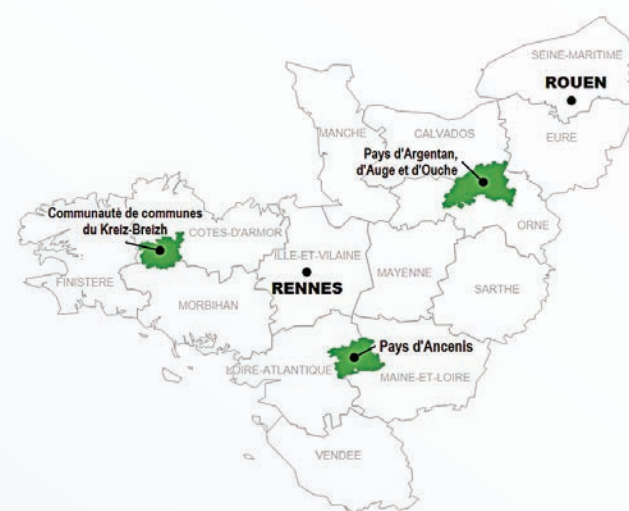 SEINE-MARITIME
ROUEN
MANCHE
CALVADOS
EURE
Pays d'Argentan,
d'Auge et d'Ouche
Communauté de communes
du Kreiz-Breizh
COTES-D'ARMOR
ORNE
ILLE-ET-VILAINE
MAYENNE
FINISTERE
RENNES
SARTHE
MORBIHAN
Pays d'Ancenis
LOIRE-ATLANTIQUE
MAINE-ET-LOIRE
VENDEE